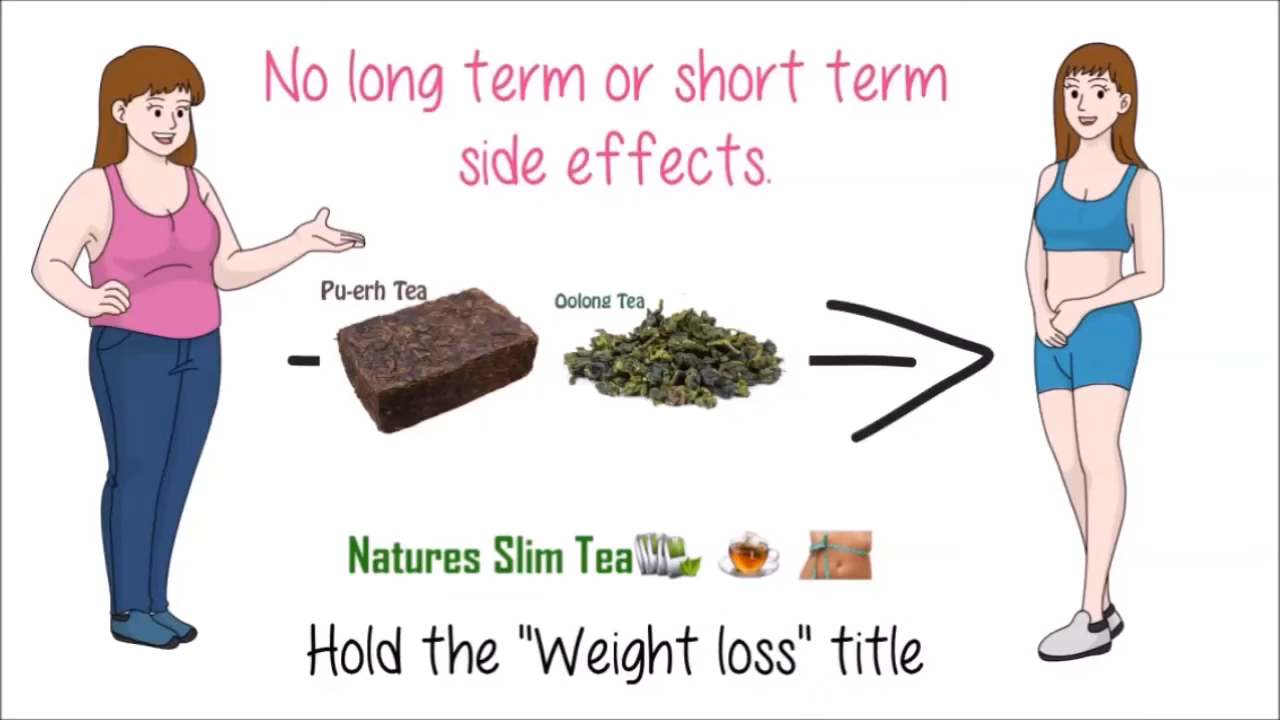 No long term or short term
side effects.
Pu-erh Tea
Oolong Tea
Natures Slim Tea
Hold the "Weight loss" title